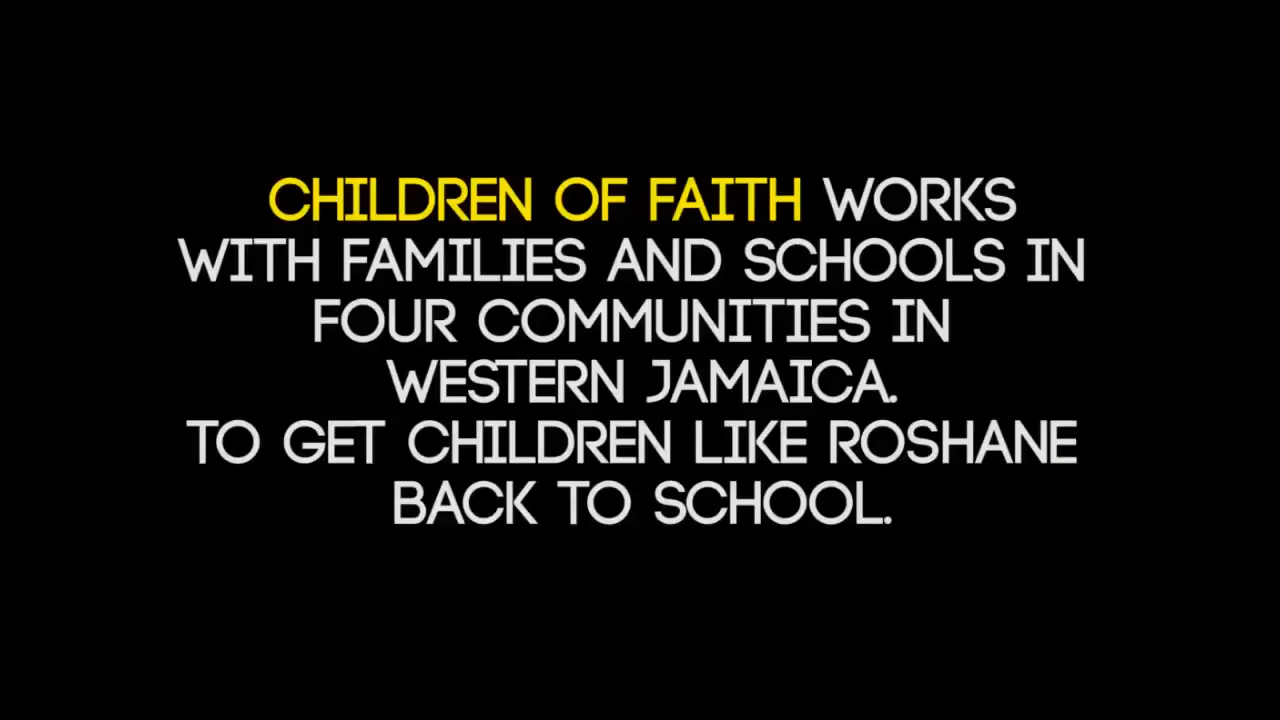 CHILDREN OF FAITH WORKS
WITH FAMILIES AND SCHOOLS IN
FOUR COMMUNITIES IN
WESTERN JAMAICA.
TO GET CHILDREN LIKE ROSHANE
BACK TO SCHOOL.